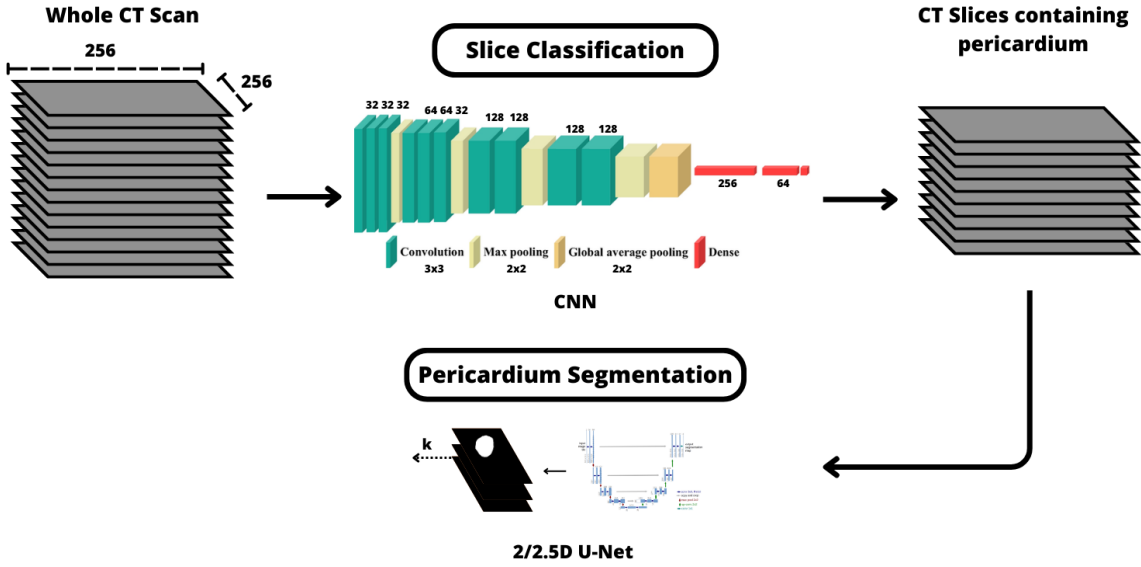 Whole CT Scan
256
256
Slice Classification
CT Slices containing
pericardium
32 32 32 64 64 32 128 128 128 128
256 64
Convolution Max pooling Global average pooling Dense
3x3 2x2 2x2
CNN
Pericardium Segmentation
k
2/2.5D U-Net